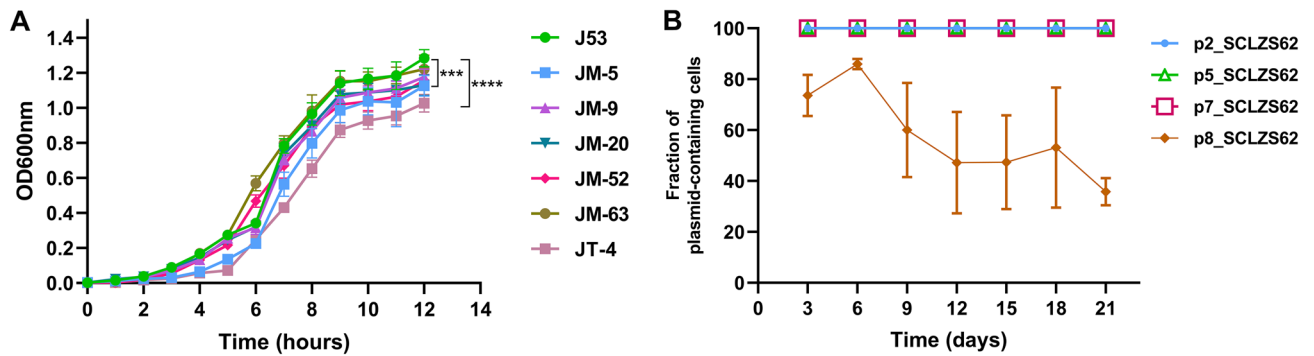 A
OD600nm
1.4
1.2
1.0
0.8
0.6
0.4
0.2
0.0
0 2 4 6 8 10 12 14
Time (hours)
***
****
J53
JM-5
JM-9
JM-20
JM-52
JM-63
JT-4
B
Fraction of
plasmid-containing cells
100
80
60
40
20
0
0 3 6 9 12 15 18 21
Time (days)
p2_SCLZS62
p5_SCLZS62
p7_SCLZS62
p8_SCLZS62